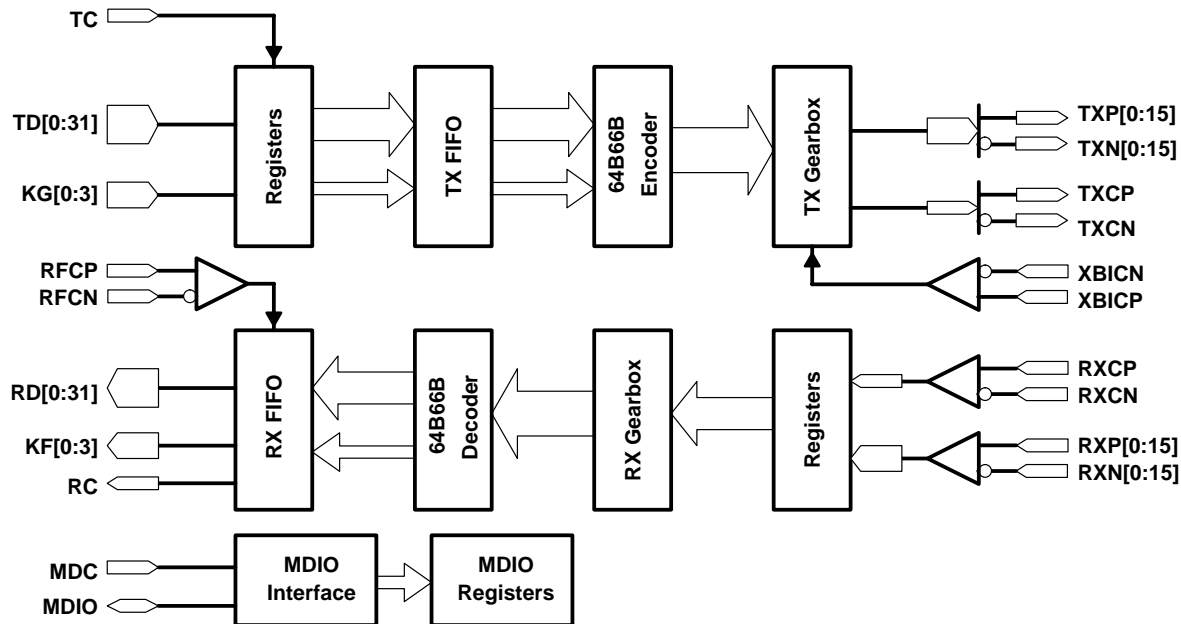 TC
TD[0:31]
KG[0:3]
Registers
TX FIFO
64B66B
Encoder
TX Gearbox
TXP[0:15]
TXN[0:15]
TXCP
TXCN
XBICN
XBICP
RFCP
RFCN
RD[0:31]
KF[0:3]
RC
RX FIFO
64B66B
Decoder
RX Gearbox
Registers
RXCP
RXCN
RXP[0:15]
RXN[0:15]
MDC
MDIO
MDIO
Interface
MDIO
Registers